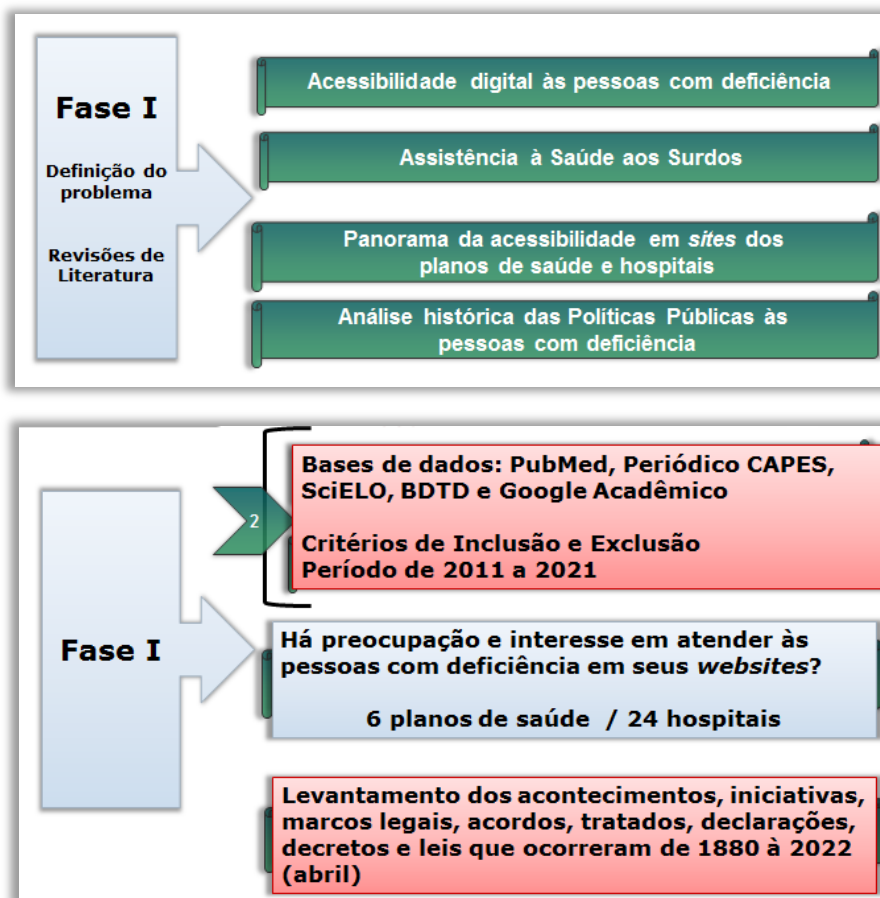 Fase I
Definição do
problema
Revisões de
Literatura
Acessibilidade digital às pessoas com deficiência
Assistência à Saúde aos Surdos
Panorama da acessibilidade em sites dos
planos de saúde e hospitais
Análise histórica das Políticas Públicas às
pessoas com deficiência
Fase I
2
Bases de dados: PubMed, Periódico CAPES,
SciELO, BDTD e Google Acadêmico
Critérios de Inclusão e Exclusão
Período de 2011 a 2021
Há preocupação e interesse em atender às
pessoas com deficiência em seus websites?
6 planos de saúde / 24 hospitais
Levantamento dos acontecimentos, iniciativas,
marcos legais, acordos, tratados, declarações,
decretos e leis que ocorreram de 1880 à 2022
(abril)